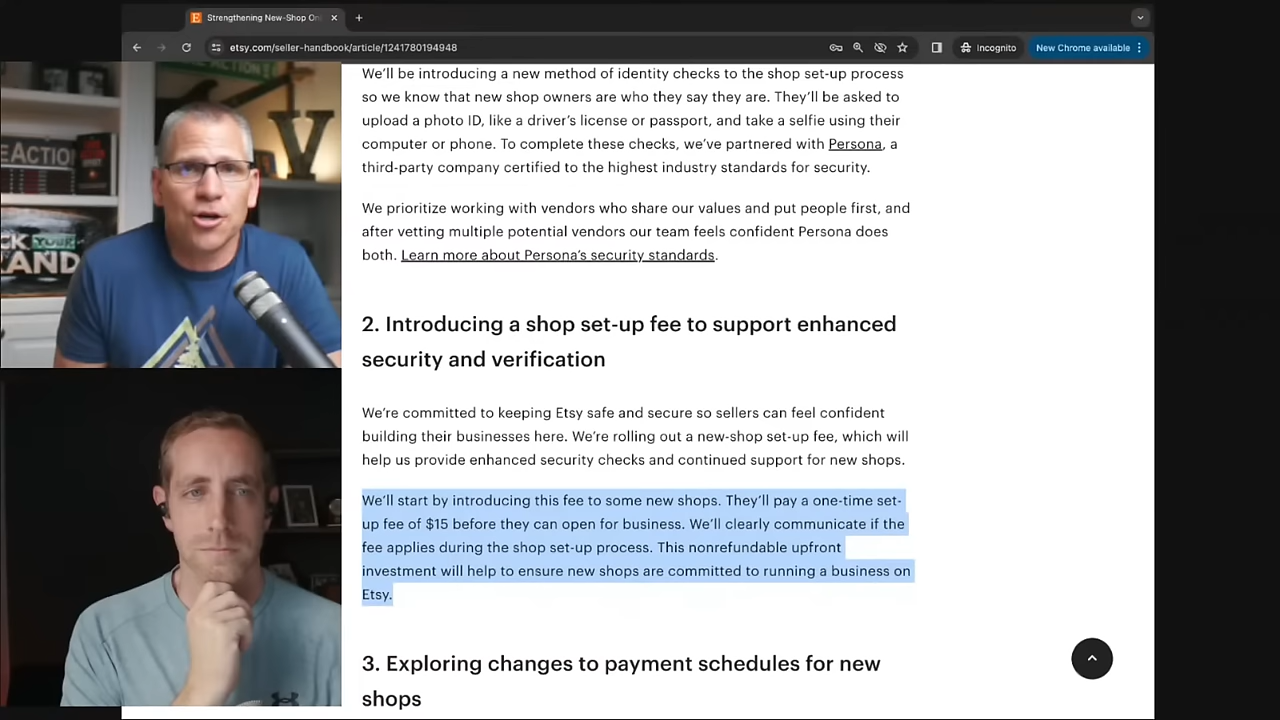 Strengthening New-Shop On
etsy.com/seller-handbook/article/1241780194948
Incognito
New Chrome available
We'll be introducing a new method of identity checks to the shop set-up process
so we know that new shop owners are who they say they are. They'll be asked to
upload a photo ID, like a driver's license or passport, and take a selfie using their
computer or phone. To complete these checks, we've partnered with Persona, a
third-party company certified to the highest industry standards for security.
We prioritize working with vendors who share our values and put people first, and
after vetting multiple potential vendors our team feels confident Persona does
both. Learn more about Persona's security standards.
2. Introducing a shop set-up fee to support enhanced
security and verification
We're committed to keeping Etsy safe and secure so sellers can feel confident
building their businesses here. We're rolling out a new-shop set-up fee, which will
help us provide enhanced security checks and continued support for new shops.
We'll start by introducing this fee to some new shops. They'll pay a one-time set-
up fee of $15 before they can open for business. We'll clearly communicate if the
fee applies during the shop set-up process. This nonrefundable upfront
investment will help to ensure new shops are committed to running a business on
Etsy.
3. Exploring changes to payment schedules for new
shops
eACTION
V
CK YOUR
AND